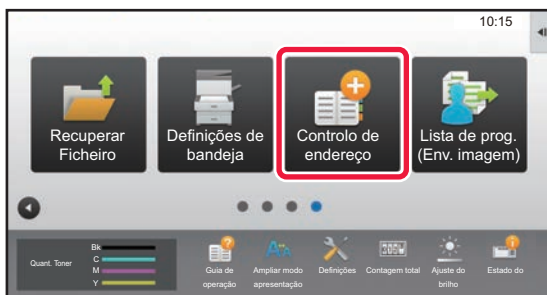 10:15
Recuperar
Ficheiro
Definições de
bandeja
Controlo de
endereço
Lista de prog.
(Env. imagem)
Quant. Toner
Bk
C
M
Y
Guia de
operação
Ampliar modo
apresentação
Definições
Contagem total
Ajuste do
brilho
Estado do